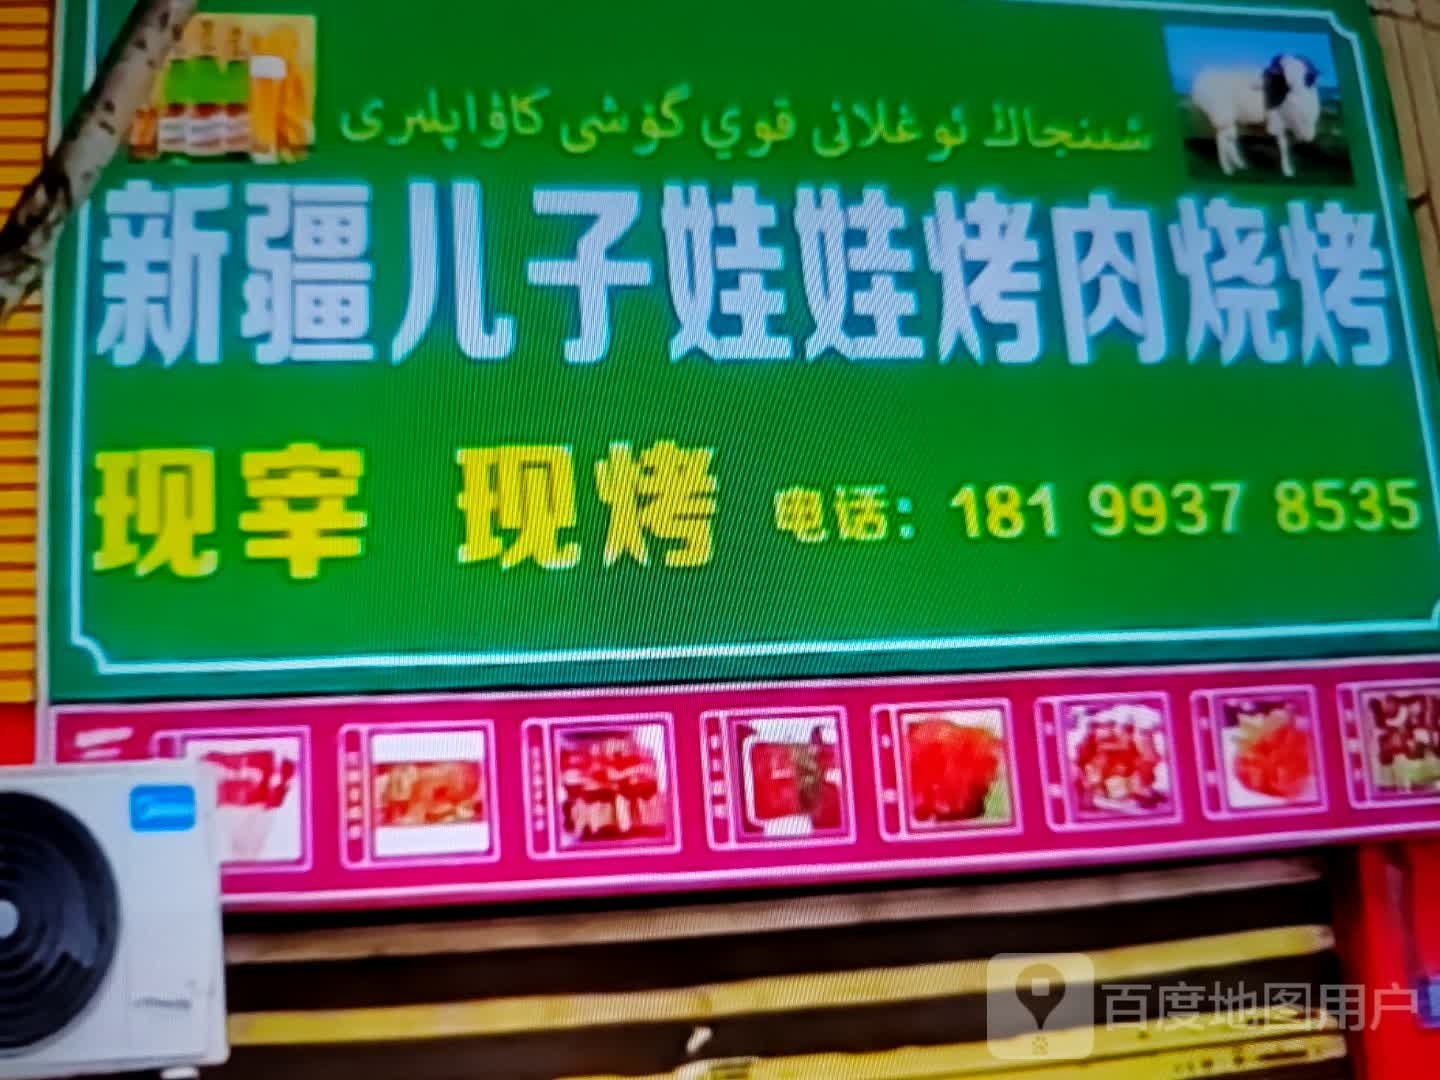 شىنجاڭ ئوغلانى قوي گۆشى كاۋاپلىرى
新疆儿子娃娃烤肉烧烤
现宰 现烤 电话：181 9937 8535
百度地图用户